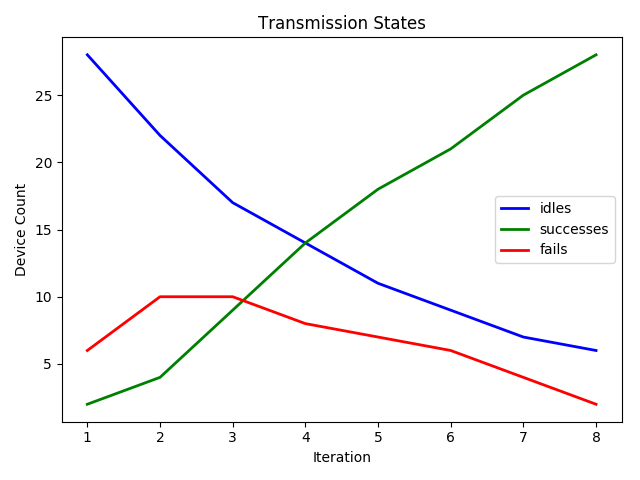 Transmission States
Device Count
25
20
15
10
5
idles
successes
fails
1 2 3 4 5 6 7 8
Iteration